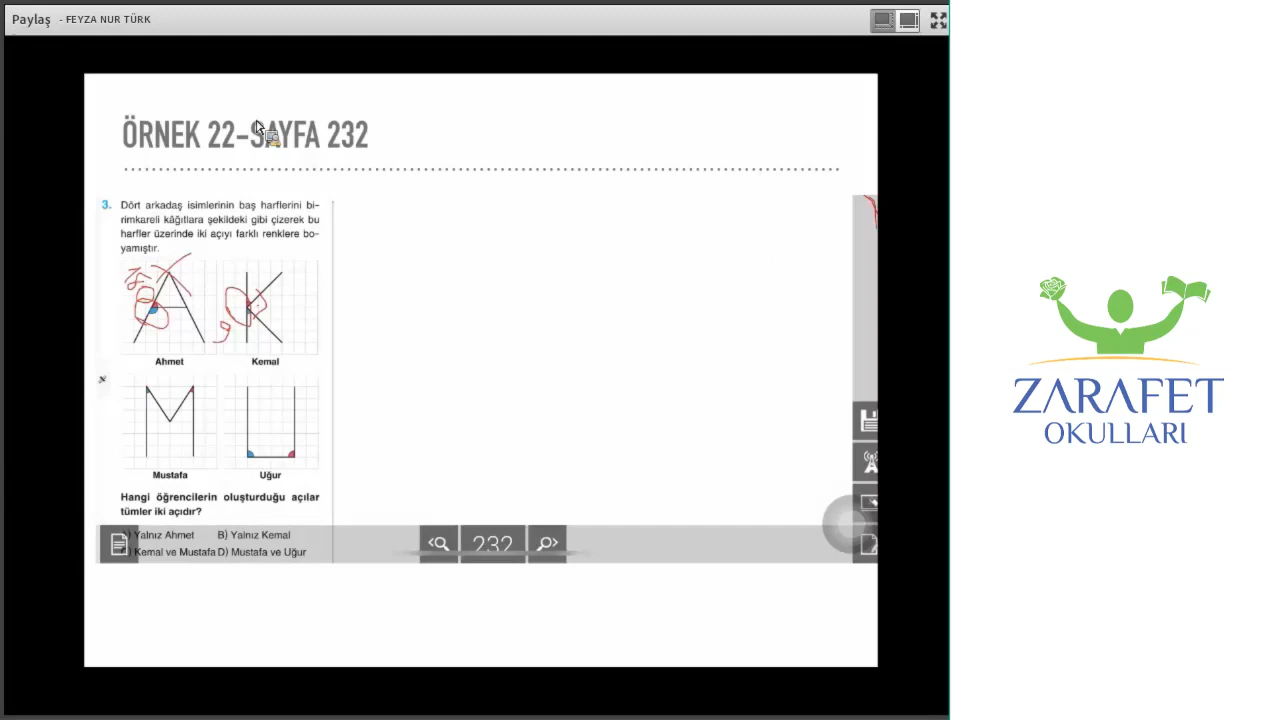 Paylaş - FEYZA NUR TÜRK
ÖRNEK 22-SAYFA 232
3. Dört arkadaş isimlerinin baş harflerini bi-
rimkareli kâğıtlara şekildeki gibi çizerek bu
harfler üzerinde iki açıyı farklı renklere bo-
yamıştır.
Ahmet Kemal
Mustafa Uğur
Hangi öğrencilerin oluşturduğu açılar
tümler iki açıdır?
A) Yalnız Ahmet B) Yalnız Kemal
C) Kemal ve Mustafa D) Mustafa ve Uğur
232
ZARAFET
OKULLARI